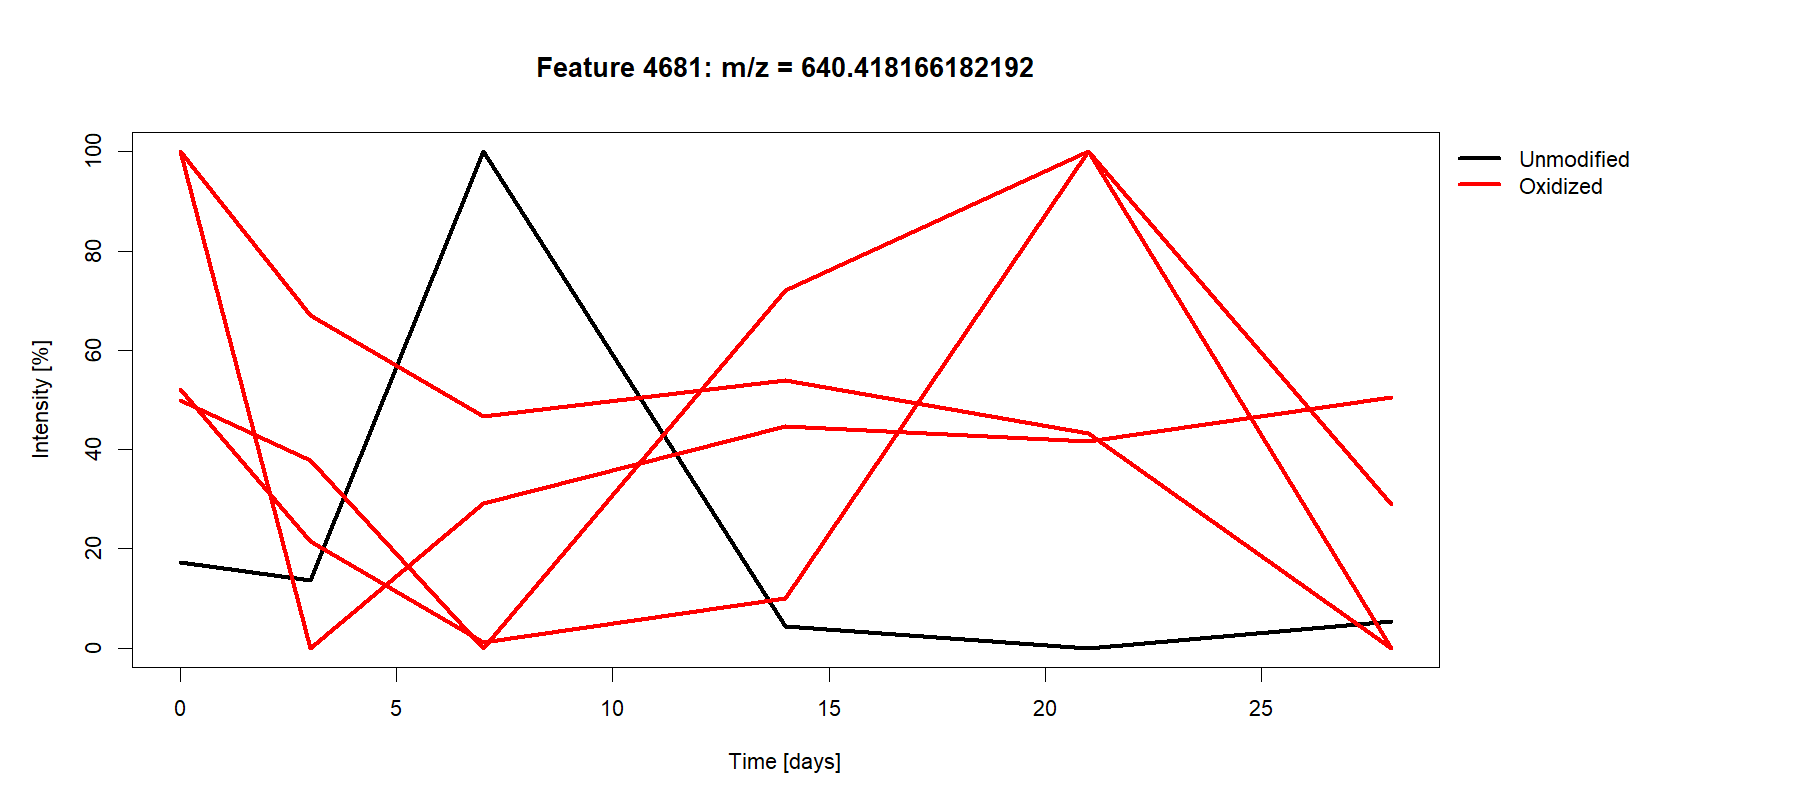 Feature 4681: m/z = 640.418166182192
Unmodified
Oxidized
Intensity [%]
100
80
60
40
20
0
0 5 10 15 20 25
Time [days]